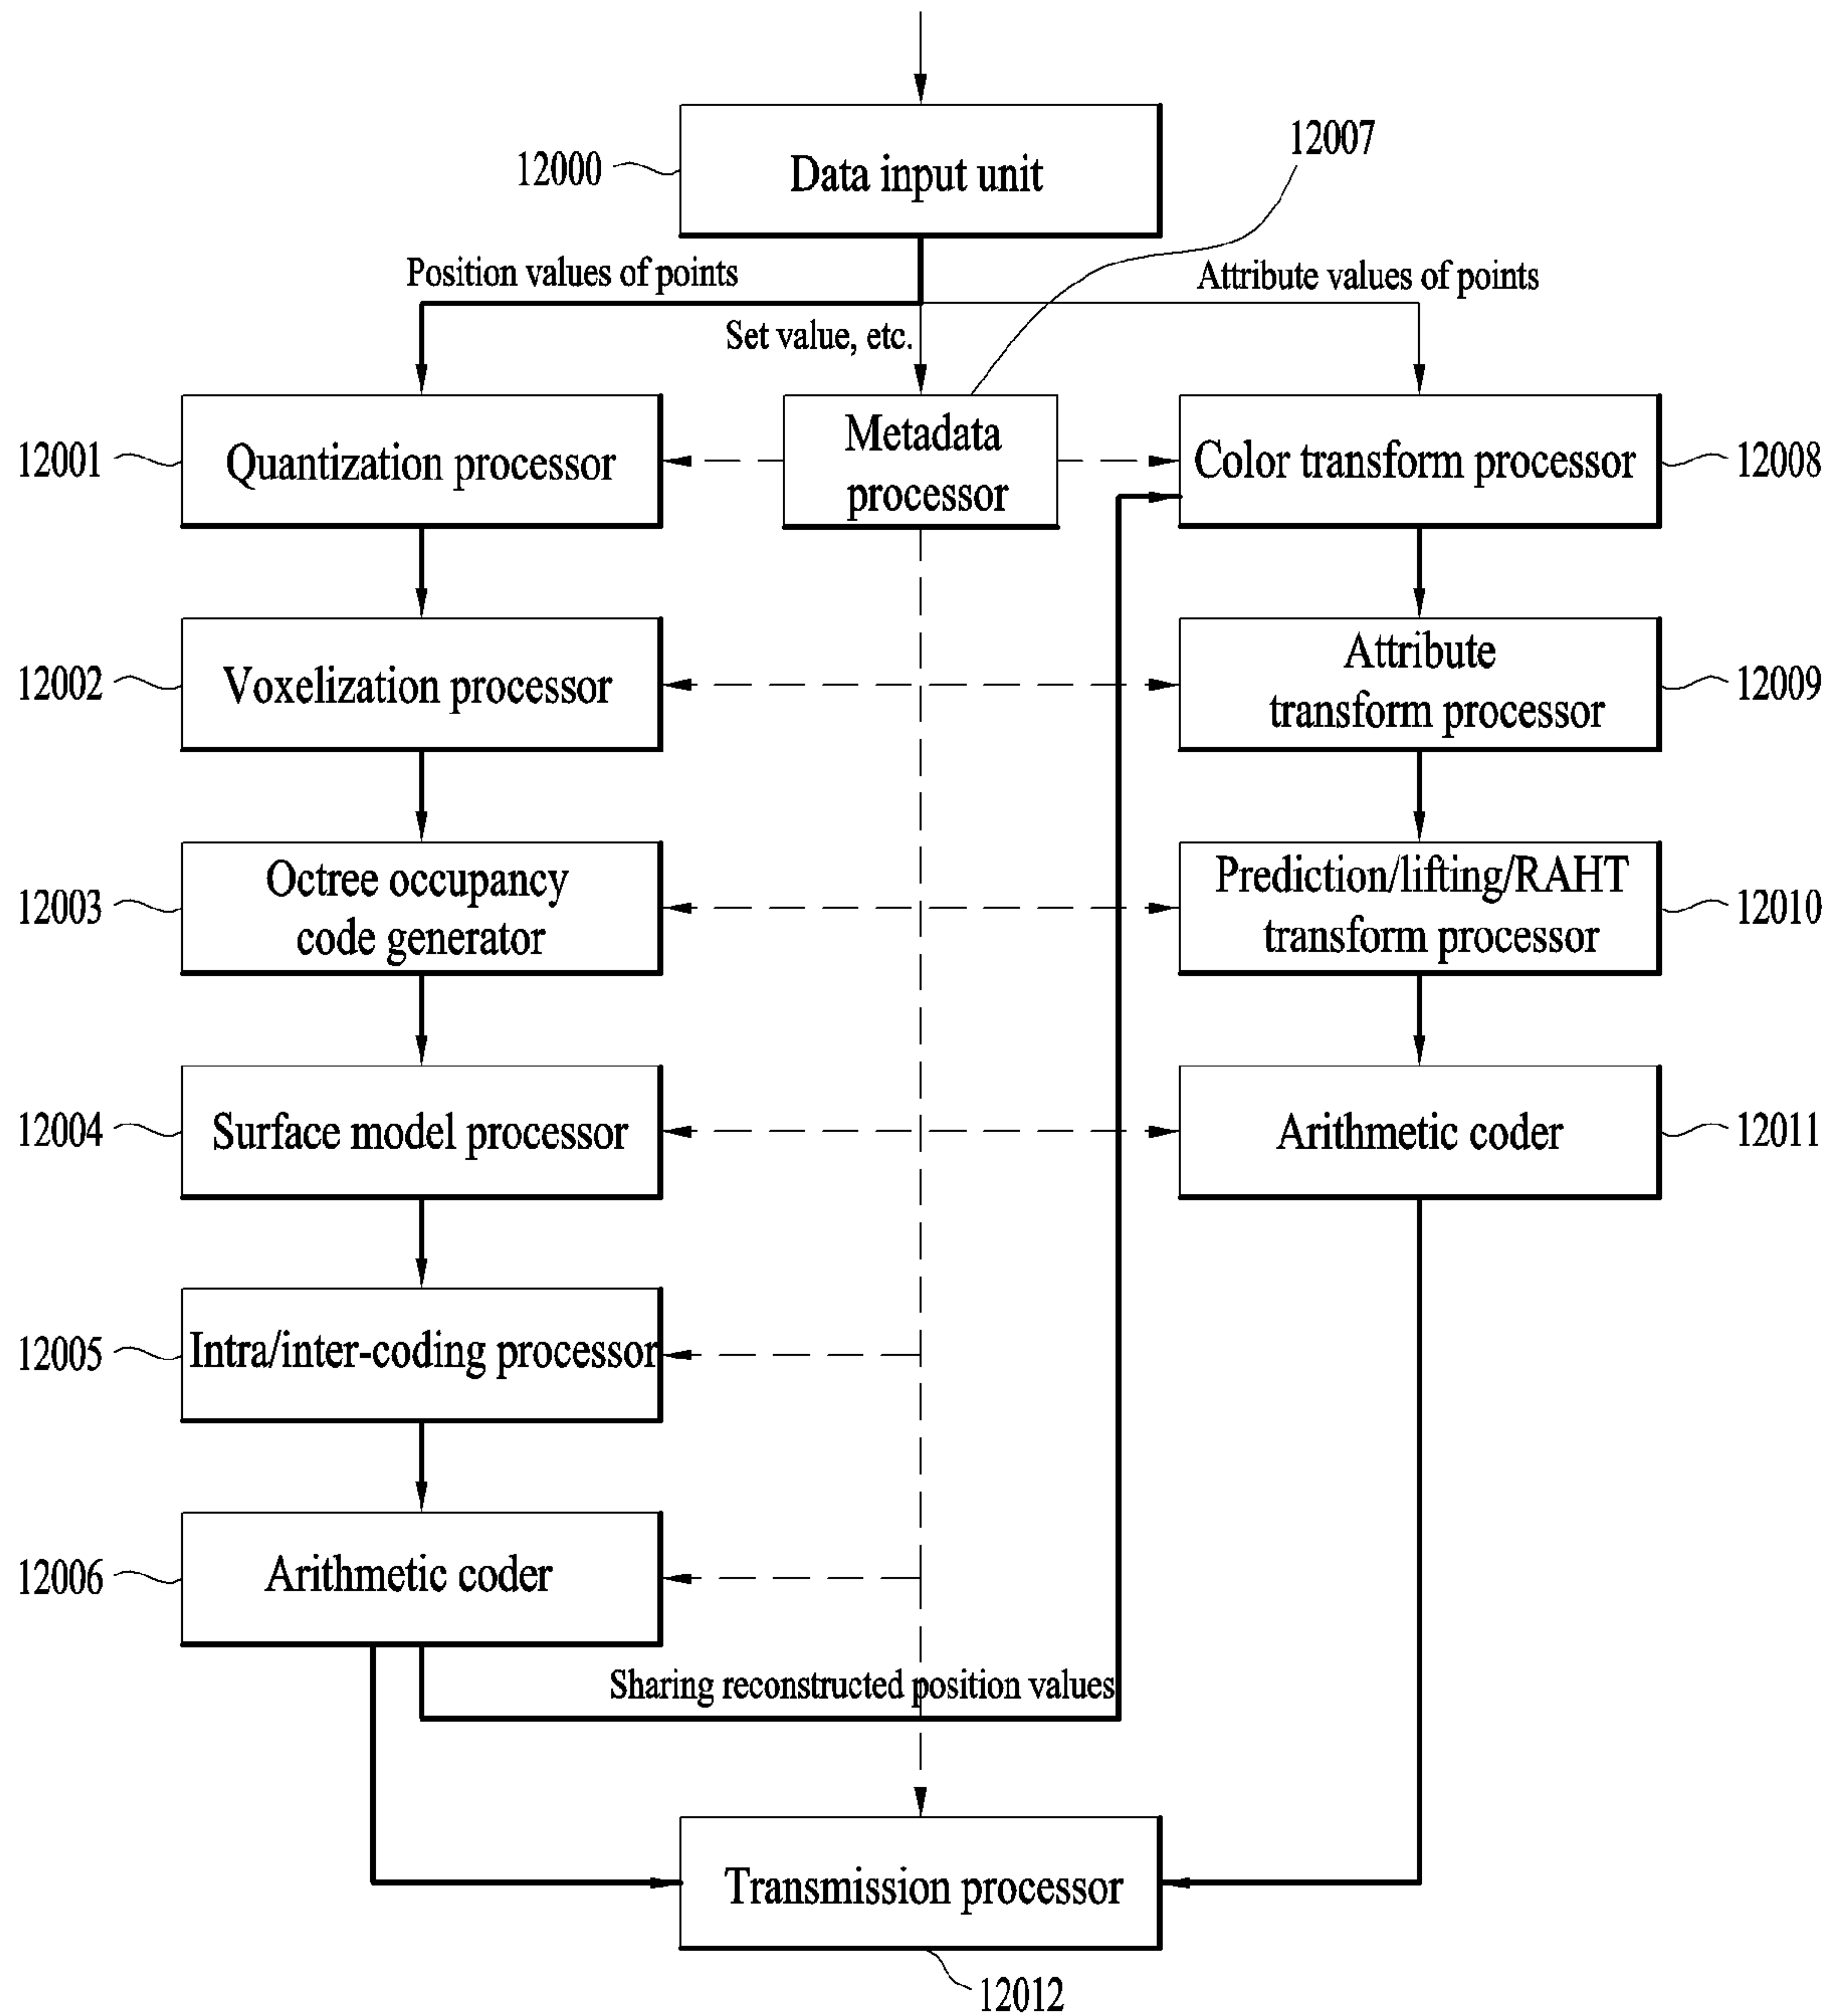 12000
Data input unit
12007
Position values of points
Attribute values of points
Set value, etc.
12001
Quantization processor
Metadata
processor
Color transform processor
12008
12002
Voxelization processor
Attribute
transform processor
12009
12003
Octree occupancy
code generator
Prediction/lifting/RAHT
transform processor
12010
12004
Surface model processor
Arithmetic coder
12011
12005
Intra/inter-coding processor
12006
Arithmetic coder
Sharing reconstructed position values
Transmission processor
12012